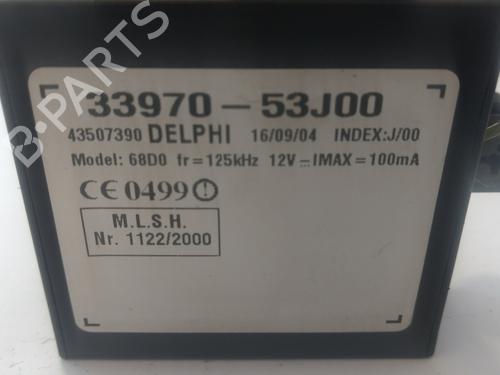 33970-53J00
43507390 DELPHI 16/09/04 INDEX:J/00
Model: 68D0 fr=125kHz 12V⎓IMAX=100mA
CE0499
M.L.S.H.
Nr. 1122/2000
B-PARTS